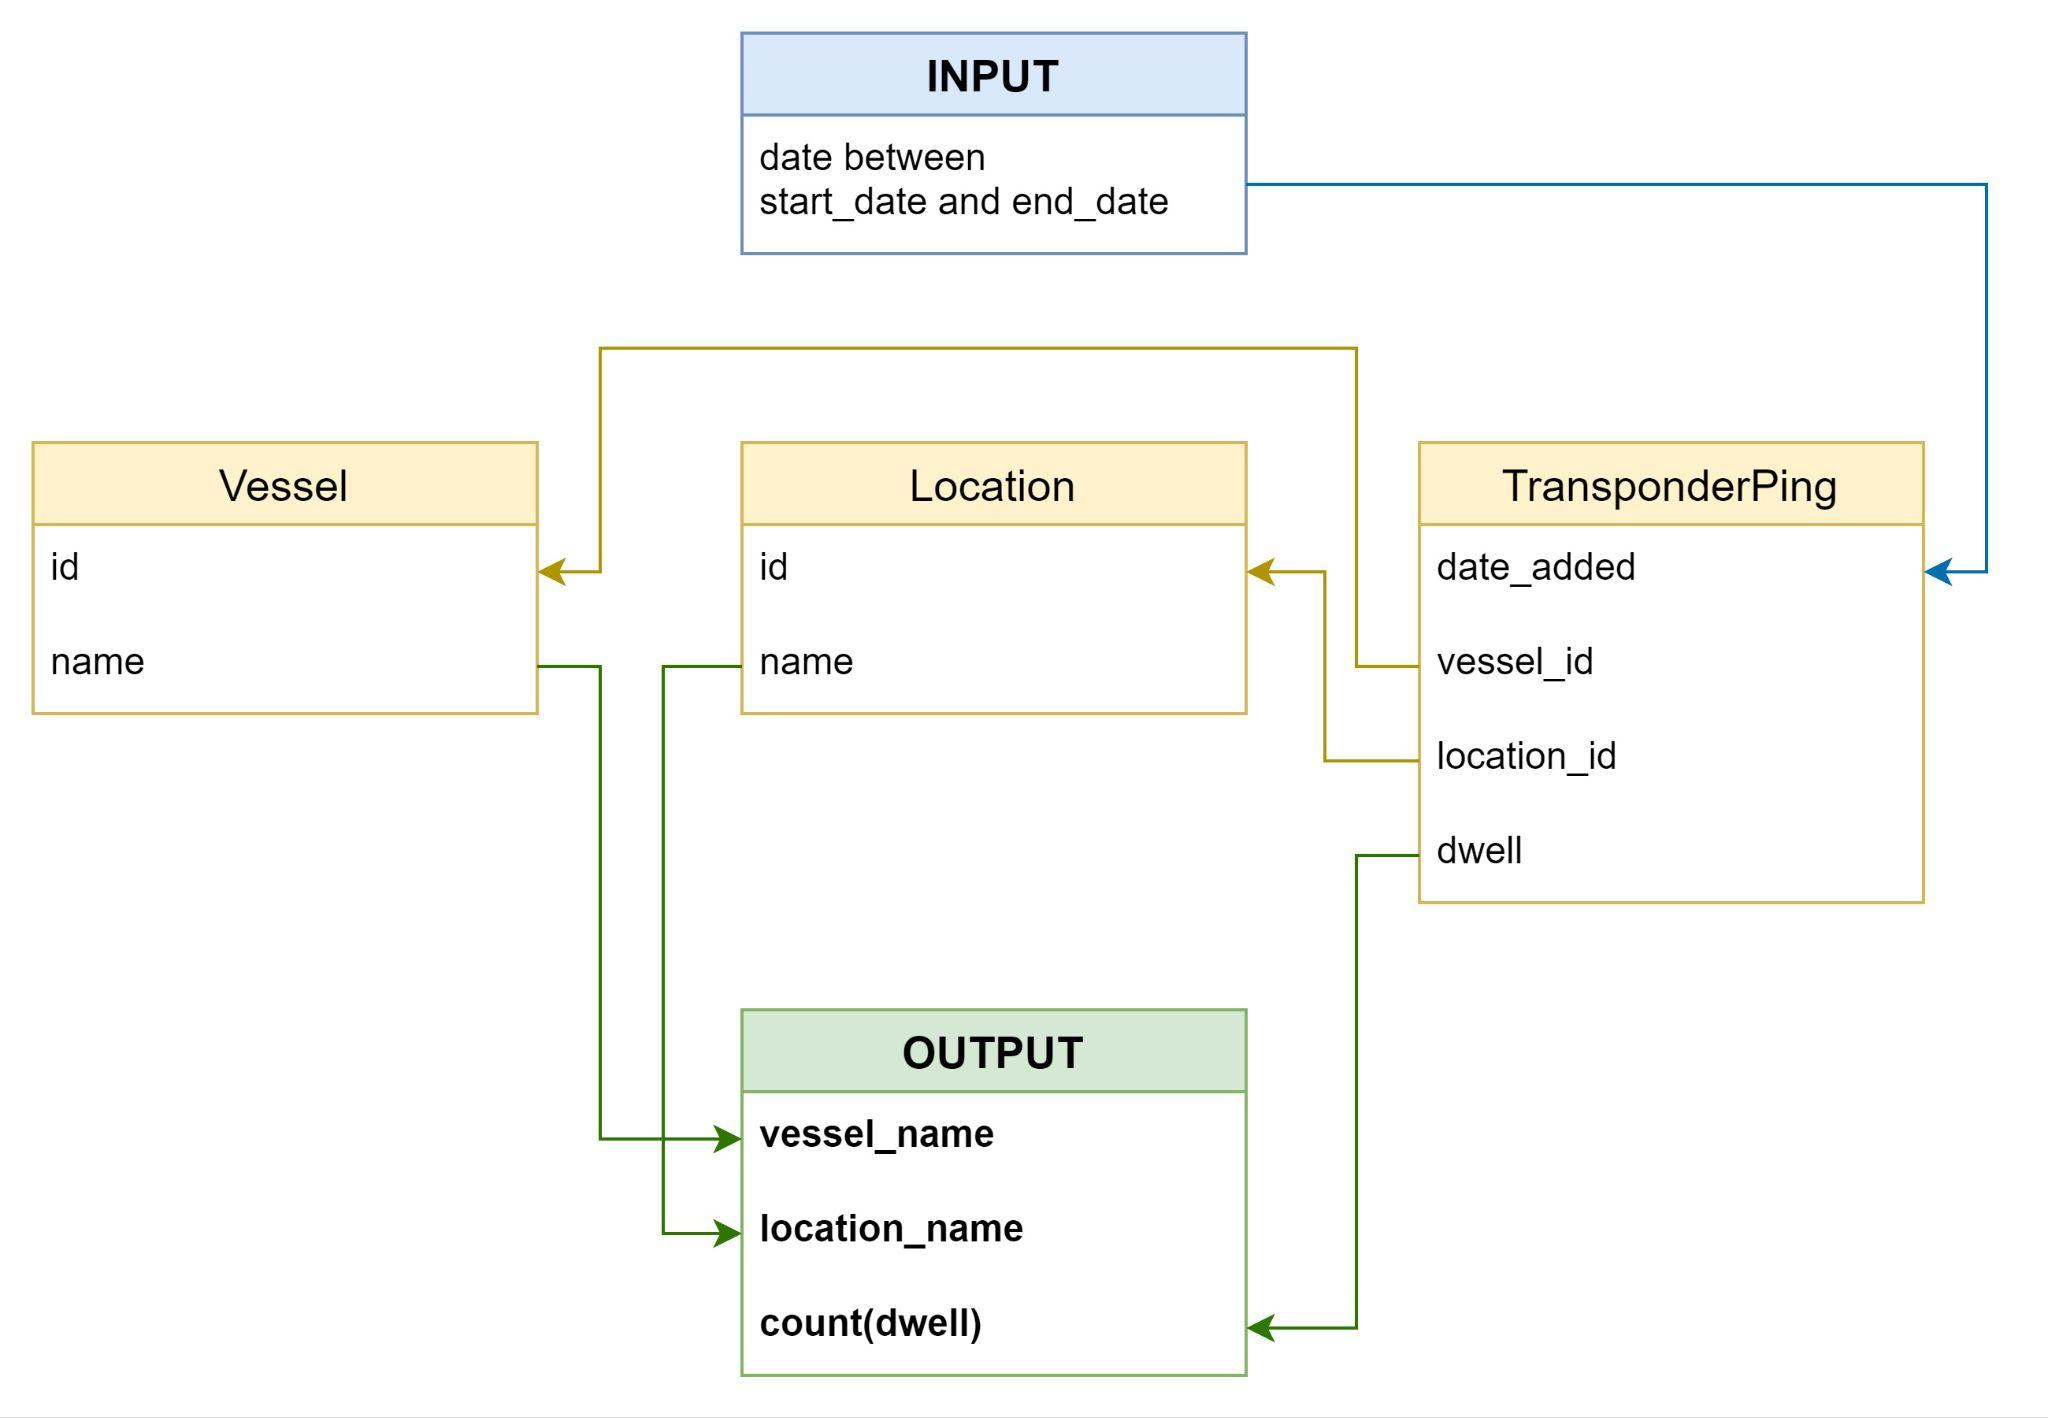 INPUT
date between
start_date and end_date
Vessel
id
name
Location
id
name
TransponderPing
date_added
vessel_id
location_id
dwell
OUTPUT
vessel_name
location_name
count(dwell)